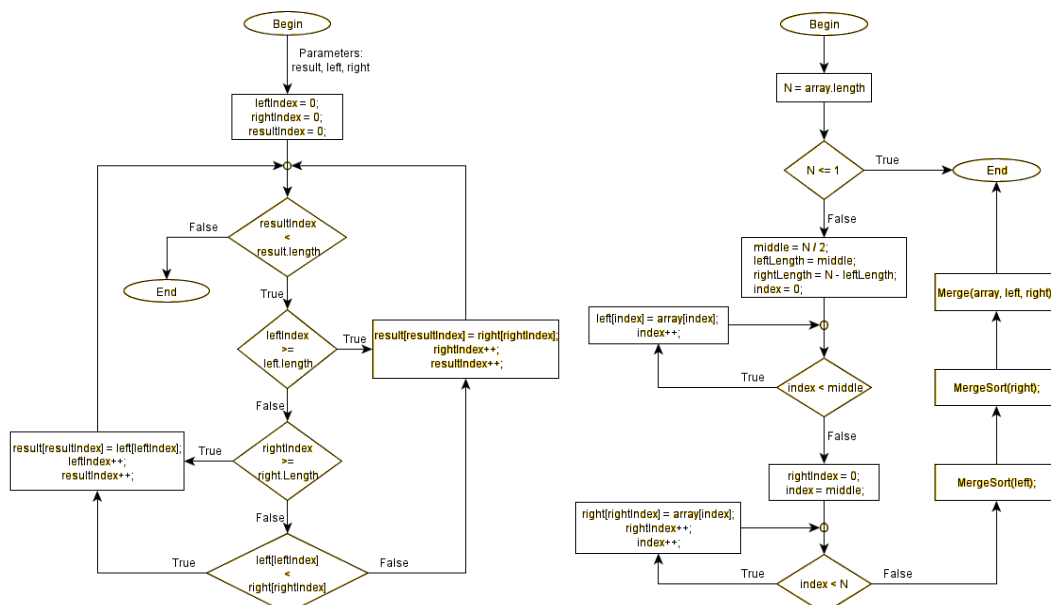 Begin
Parameters:
result, left, right
leftIndex = 0;
rightIndex = 0;
resultIndex = 0;
resultIndex
<
result.length
False
End
True
leftIndex
>=
left.length
True
result[resultIndex] = right[rightIndex];
rightIndex++;
resultIndex++;
False
rightIndex
>=
right.Length
True
result[resultIndex] = left[leftIndex];
leftIndex++;
resultIndex++;
False
left[leftIndex]
<
right[rightIndex]
True
False
Begin
N = array.length
N <= 1
True
End
False
middle = N / 2;
leftLength = middle;
rightLength = N - leftLength;
index = 0;
left[index] = array[index];
index++;
index < middle
True
False
rightIndex = 0;
index = middle;
right[rightIndex] = array[index];
rightIndex++;
index++;
index < N
True
False
MergeSort(left);
MergeSort(right);
Merge(array, left, right)